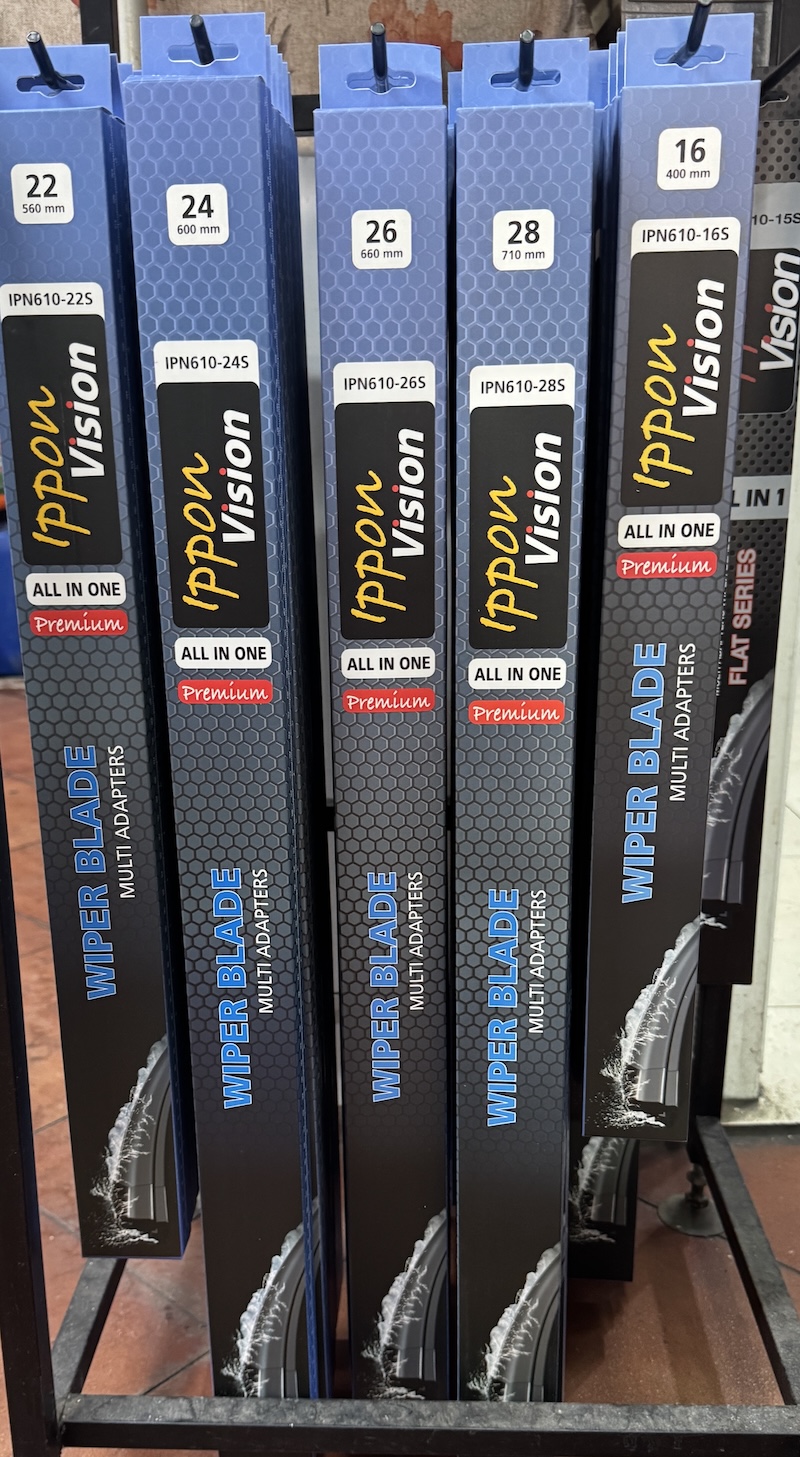 22
560 mm
IPN610-22S
Ippon
Vision
ALL IN ONE
Premium
WIPER BLADE
MULTI ADAPTERS
24
600 mm
IPN610-24S
Ippon
Vision
ALL IN ONE
Premium
WIPER BLADE
MULTI ADAPTERS
26
660 mm
IPN610-26S
Ippon
Vision
ALL IN ONE
Premium
WIPER BLADE
MULTI ADAPTERS
28
710 mm
IPN610-28S
Ippon
Vision
ALL IN ONE
Premium
WIPER BLADE
MULTI ADAPTERS
16
400 mm
IPN610-16S
Ippon
Vision
ALL IN ONE
Premium
WIPER BLADE
MULTI ADAPTERS
10-15S
Vision
L IN 1
FLAT SERIES